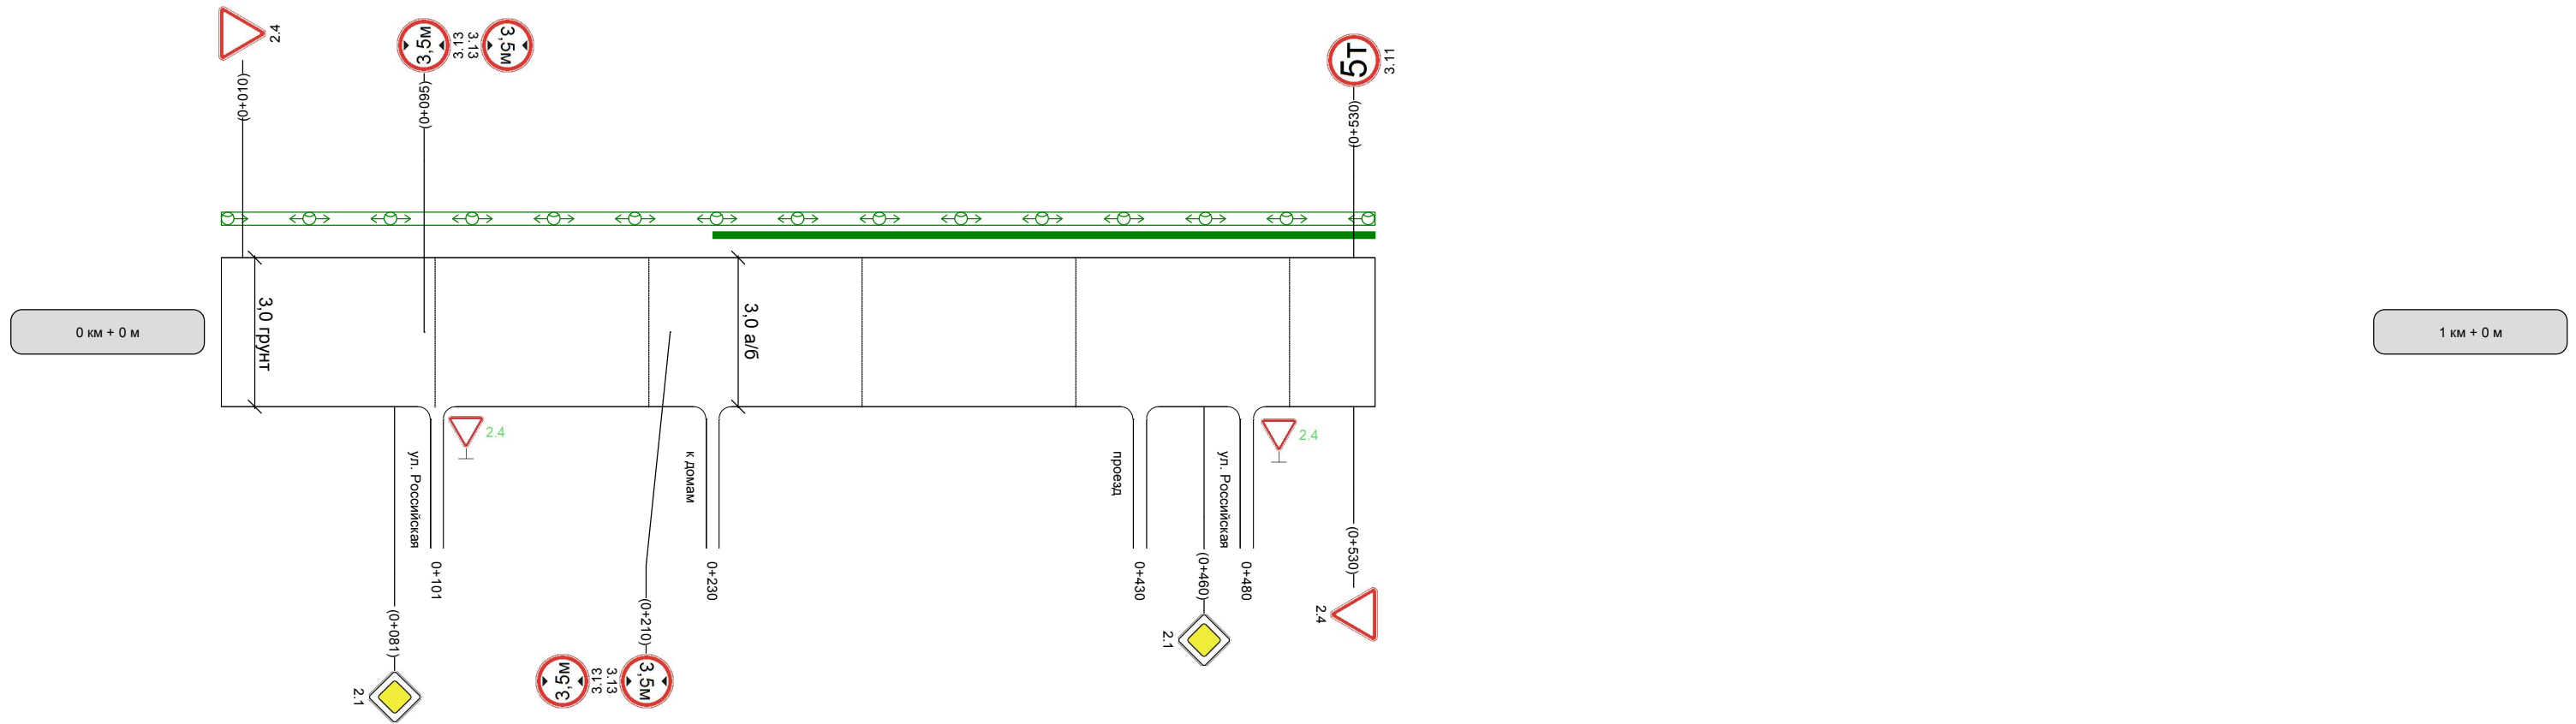 2.4
(0+010)
3,5м
3.13
3.13
3,5м
(0+095)
5т
3.11
(0+530)
0 км + 0 м
3,0 грунт
3,0 а/б
1 км + 0 м
2.4
2.4
ул. Российская
0+101
к домам
0+230
проезд
0+430
ул. Российская
0+480
(0+081)
2.1
(0+210)
3,5м
3.13
3.13
3,5м
(0+460)
2.1
(0+530)
2.4